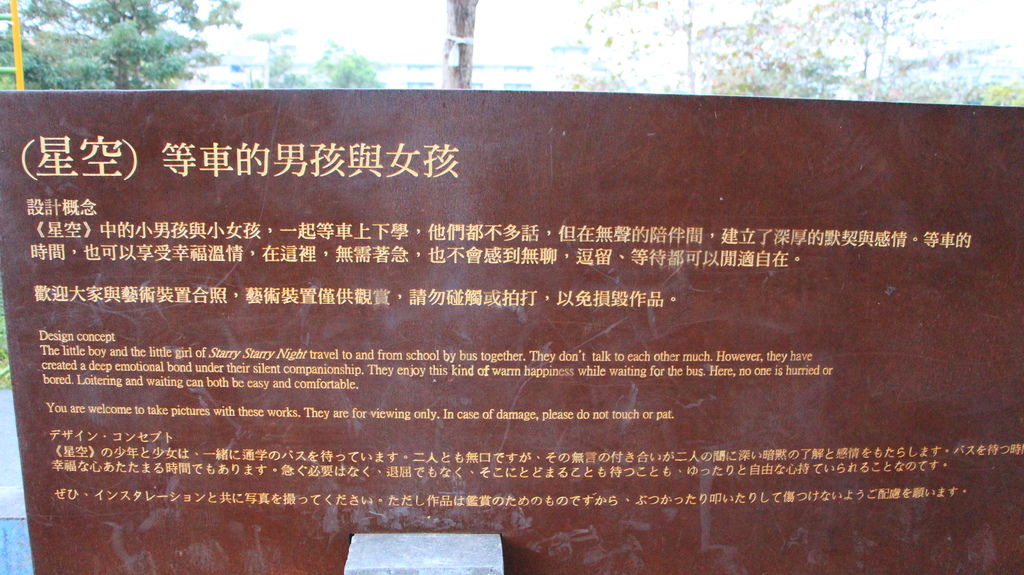 (星空) 等車的男孩與女孩
設計概念
《星空》中的小男孩與小女孩，一起等車上下學，他們都不多話，但在無聲的陪伴間，建立了深厚的默契與感情。等車的
時間，也可以享受幸福溫情，在這裡，無需著急，也不會感到無聊，逗留、等待都可以閒適自在。
歡迎大家與藝術裝置合照，藝術裝置僅供觀賞，請勿碰觸或拍打，以免損毀作品。
Design concept
The little boy and the little girl of Starry Starry Night travel to and from school by bus together. They don't talk to each other much. However, they have
created a deep emotional bond under their silent companionship. They enjoy this kind of warm happiness while waiting for the bus. Here, no one is hurried or
bored. Loitering and waiting can both be easy and comfortable.
You are welcome to take pictures with these works. They are for viewing only. In case of damage, please do not touch or pat.
デザイン・コンセプト
《星空》の少年と少女は、一緒に通学のバスを待っています。二人とも無口ですが、その無言の付き合いが二人の間に深い暗黙の了解と感情をもたらします。バスを待つ時間
幸福な心あたたまる時間でもあります。急ぐ必要はなく、退屈でもなく、そこにとどまることも待つことも、ゆったりと自由な心持ていられることなのです。
ぜひ、インスタレーションと共に写真を撮ってください。ただし作品は鑑賞のためのものですから、ぶつかったり叩いたりして傷つけないようご配慮を願います。